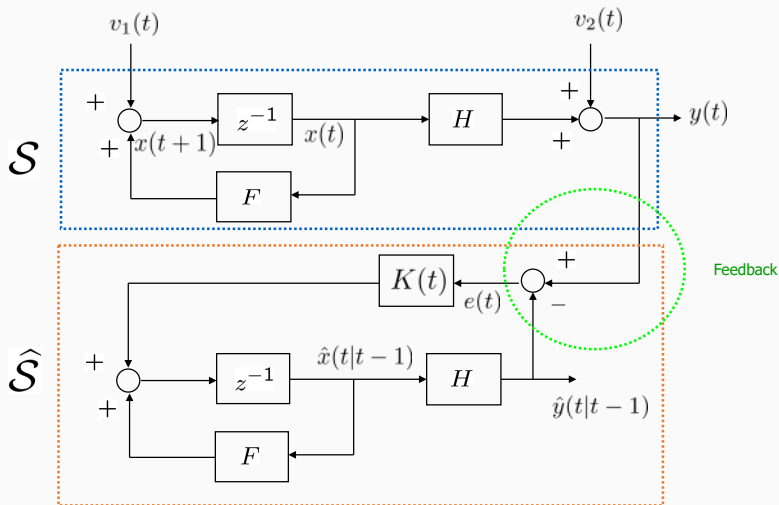 v₁(t)
v₂(t)
+
+
x(t + 1)
z⁻¹
x(t)
H
+
+
y(t)
S
F
K(t)
e(t)
+
−
Feedback
Ŝ
+
+
z⁻¹
x̂(t|t − 1)
H
ŷ(t|t − 1)
F